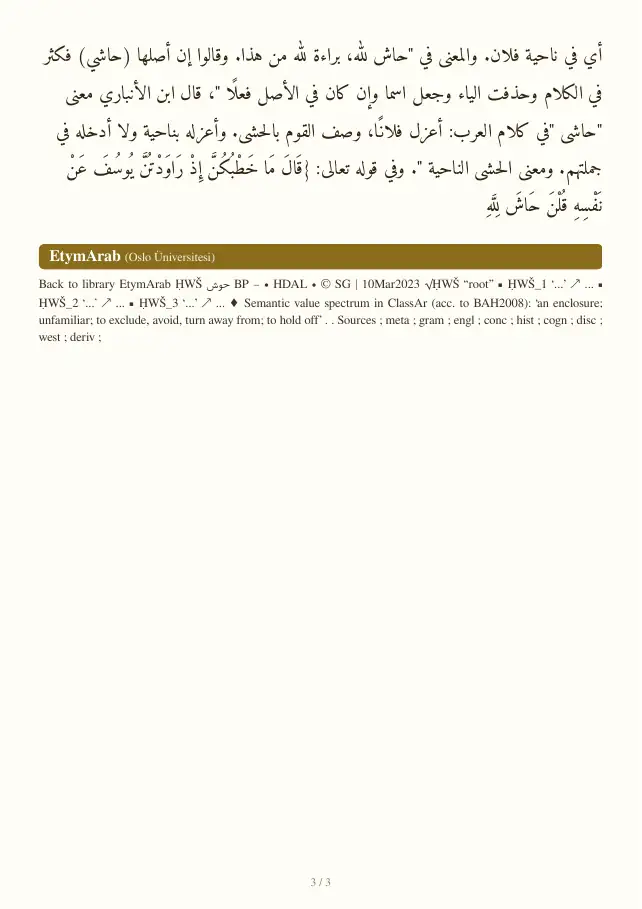 أي في ناحية فلان. والمعنى في "حاش لله، براءة لله من هذا. وقالوا إن أصلها (حاشي) فكثر
في الكلام وحذفت الياء وجعل اسما وإن كان في الأصل فعلًا "، قال ابن الأنباري معنى
"حاشى "في كلام العرب: أعزل فلانًا، وصف القوم بالحشى. وأعزله بناحية ولا أدخله في
جملتهم. ومعنى الحشى الناحية ". وفي قوله تعالى: {قَالَ مَا خَطْبُكُنَّ إِذْ رَاوَدْتُنَّ يُوسُفَ عَنْ
نَفْسِهِ قُلْنَ حَاشَ لِلَّهِ
EtymArab (Oslo Üniversitesi)
Back to library EtymArab ḤWŠ حوش BP – • HDAL • © SG | 10Mar2023 √ḤWŠ “root” ▪ ḤWŠ_1 ‘...’ ↗ ... ▪
ḤWŠ_2 ‘...’ ↗ ... ▪ ḤWŠ_3 ‘...’ ↗ ... ♦ Semantic value spectrum in ClassAr (acc. to BAH2008): ‘an enclosure;
unfamiliar; to exclude, avoid, turn away from; to hold off’ . . Sources ; meta ; gram ; engl ; conc ; hist ; cogn ; disc ;
west ; deriv ;
3 / 3